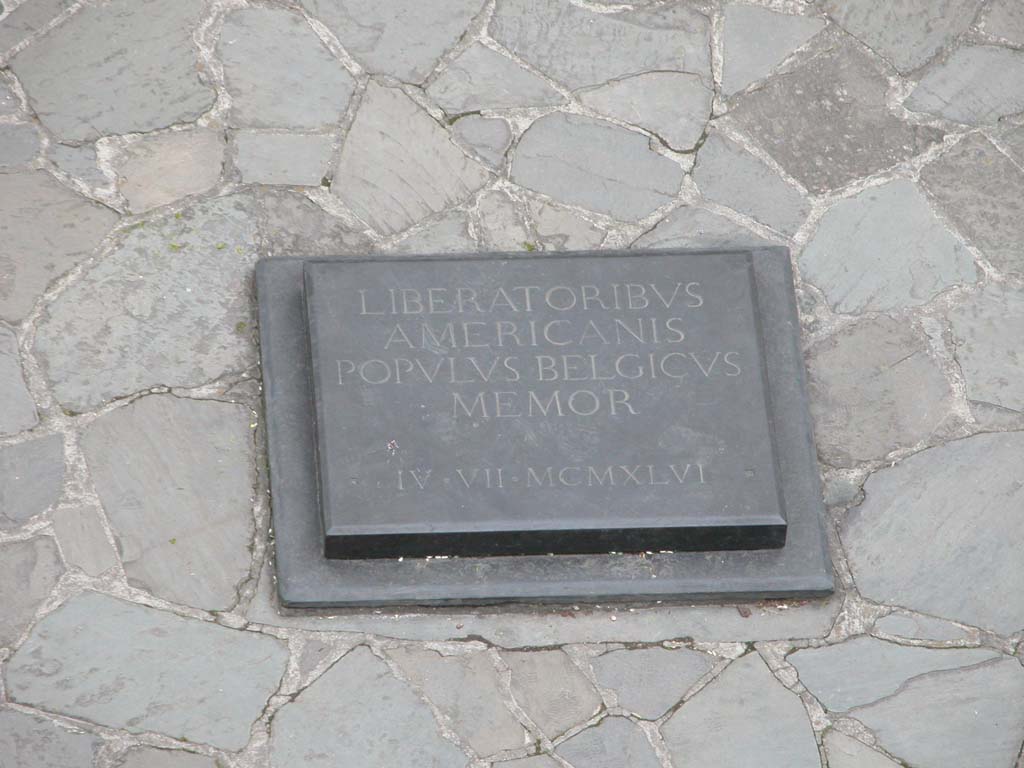 LIBERATORIBVS
AMERICANIS
POPVLVS BELGICVS
MEMOR
IV·VII·MCMXLVI